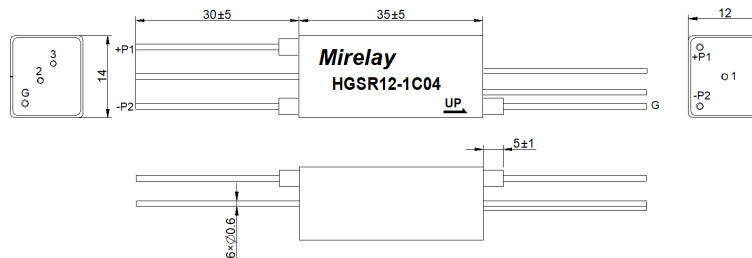 30±5
35±5
12
+P1
3
2
G
14
-P2
Mirelay
HGSR12-1C04
UP
G
+P1
1
-P2
5±1
6×Ø0.6